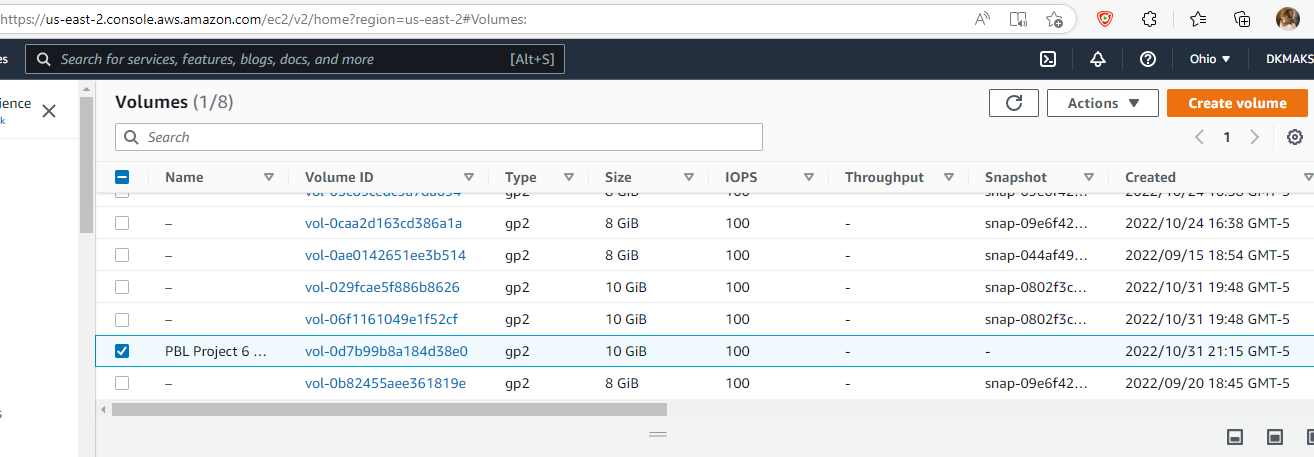 https://us-east-2.console.aws.amazon.com/ec2/v2/home?region=us-east-2#Volumes:
es Search for services, features, blogs, docs, and more [Alt+S] Ohio ▼ DKMAKS
ience
k
Volumes (1/8) Actions ▼ Create volume
Search 1
Name Volume ID Type Size IOPS Throughput Snapshot Created
– vol-0caa2d163cd386a1a gp2 8 GiB 100 - snap-09e6f42... 2022/10/24 16:38 GMT-5
– vol-0ae0142651ee3b514 gp2 8 GiB 100 - snap-044af49... 2022/09/15 18:54 GMT-5
– vol-029fcae5f886b8626 gp2 10 GiB 100 - snap-0802f3c... 2022/10/31 19:48 GMT-5
– vol-06f1161049e1f52cf gp2 10 GiB 100 - snap-0802f3c... 2022/10/31 19:48 GMT-5
PBL Project 6 ... vol-0d7b99b8a184d38e0 gp2 10 GiB 100 - - 2022/10/31 21:15 GMT-5
– vol-0b82455aee361819e gp2 8 GiB 100 - snap-09e6f42... 2022/09/20 18:45 GMT-5
s